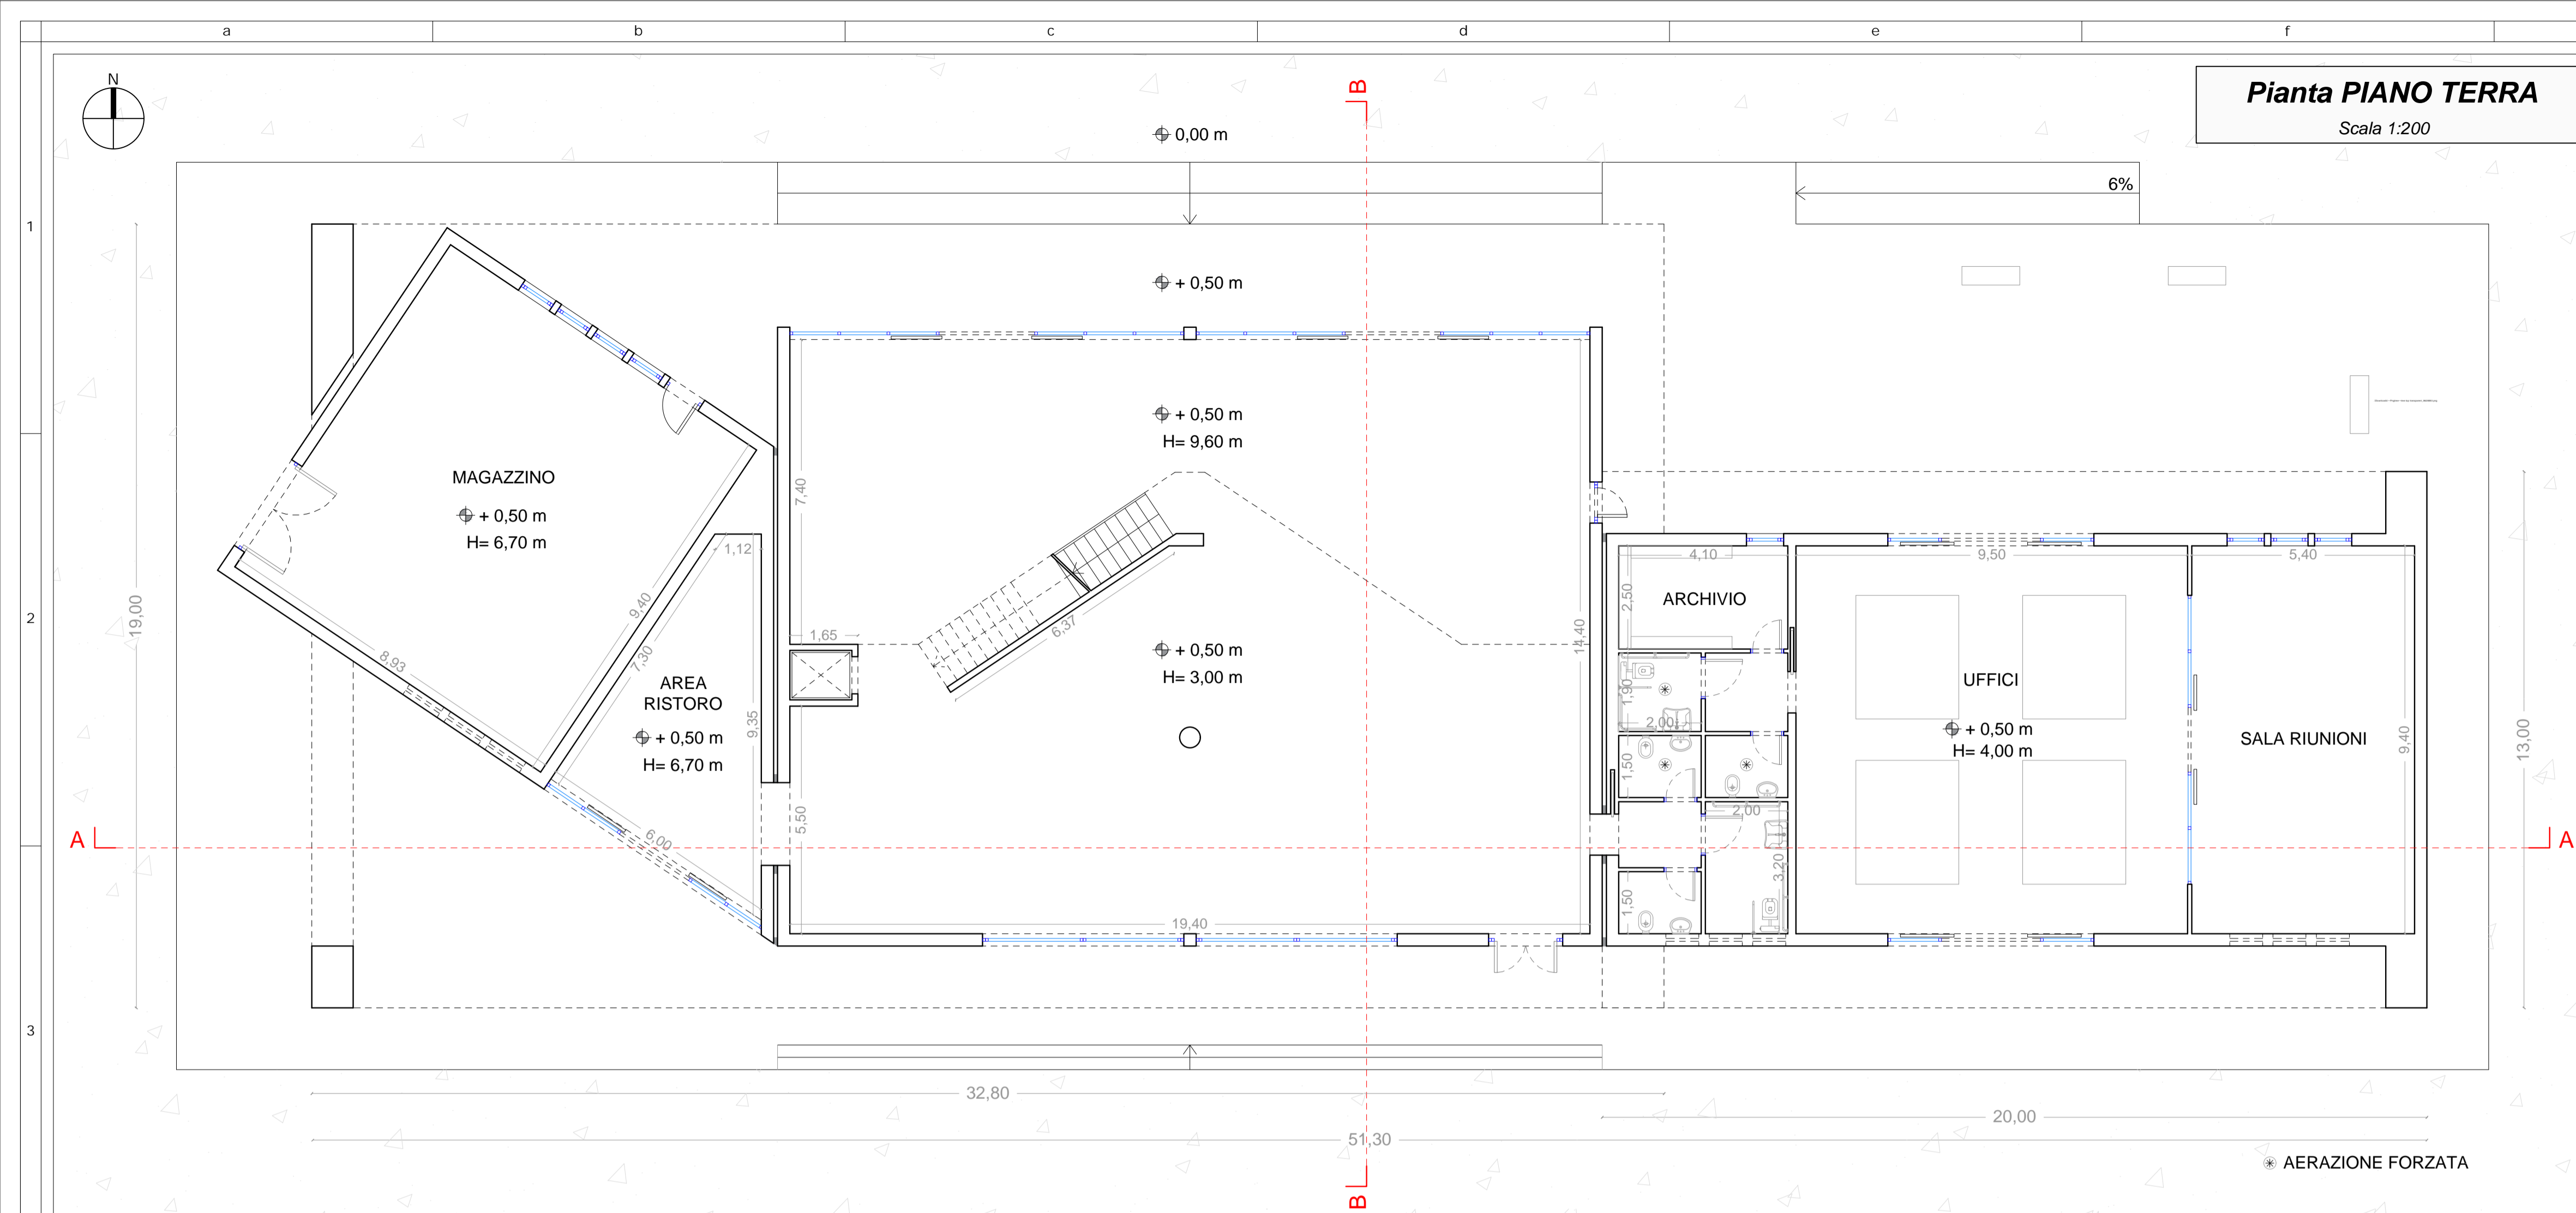 a
b
c
d
e
f
N
B
Pianta PIANO TERRA
Scala 1:200
0,00 m
6%
1
+ 0,50 m
+ 0,50 m
H= 9,60 m
MAGAZZINO
+ 0,50 m
H= 6,70 m
7,40
1,12
4,10
9,50
5,40
2,50
ARCHIVIO
19,00
2
9,40
6,37
1,65
14,40
8,93
7,30
+ 0,50 m
H= 3,00 m
AREA
RISTORO
+ 0,50 m
H= 6,70 m
9,35
1,90
2,00
UFFICI
+ 0,50 m
H= 4,00 m
SALA RIUNIONI
9,40
13,00
1,50
2,00
5,50
6,00
3,20
A
A
1,50
19,40
3
32,80
20,00
51,30
AERAZIONE FORZATA
B